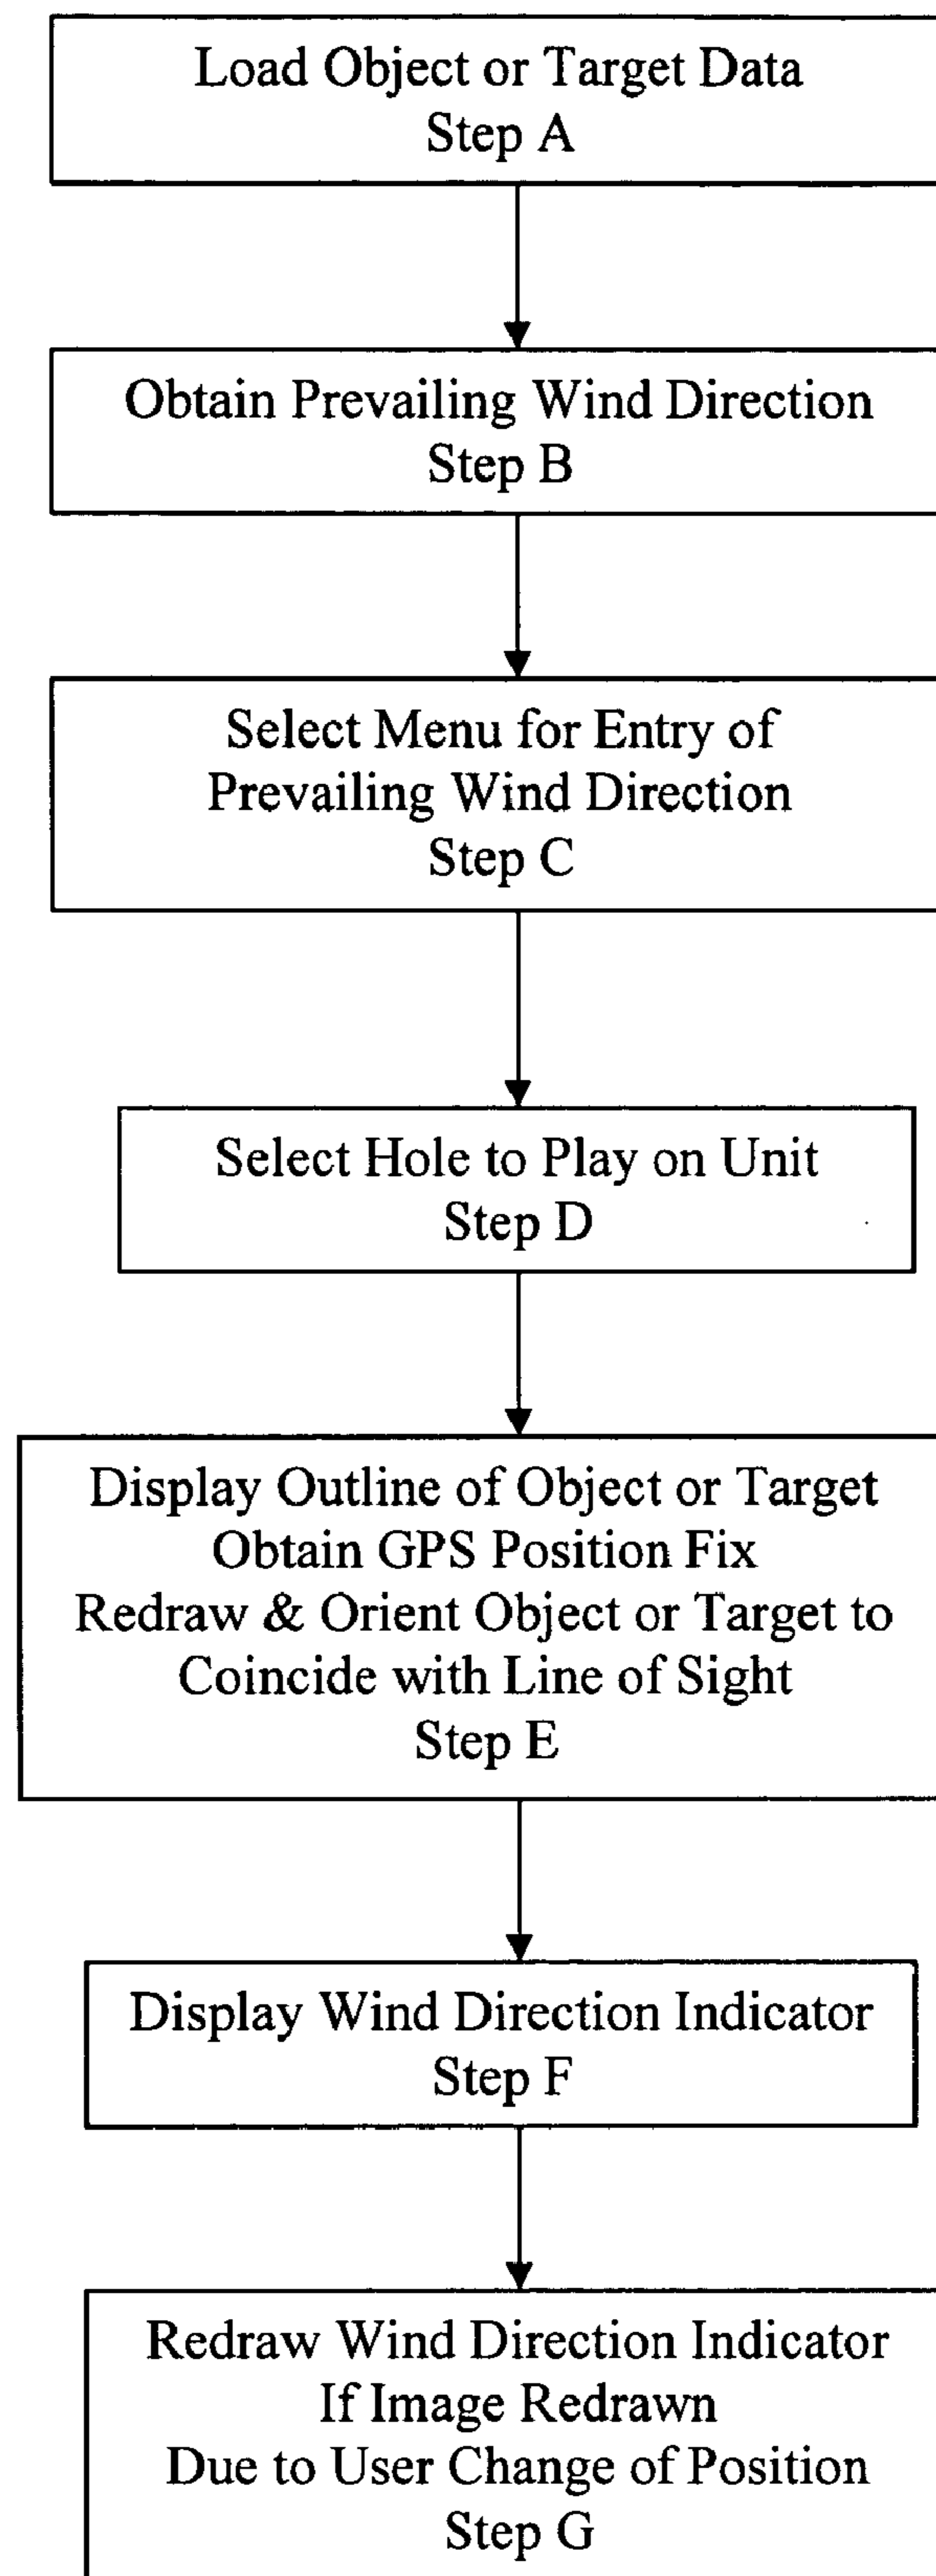 Load Object or Target Data
Step A
Obtain Prevailing Wind Direction
Step B
Select Menu for Entry of
Prevailing Wind Direction
Step C
Select Hole to Play on Unit
Step D
Display Outline of Object or Target
Obtain GPS Position Fix
Redraw & Orient Object or Target to
Coincide with Line of Sight
Step E
Display Wind Direction Indicator
Step F
Redraw Wind Direction Indicator
If Image Redrawn
Due to User Change of Position
Step G